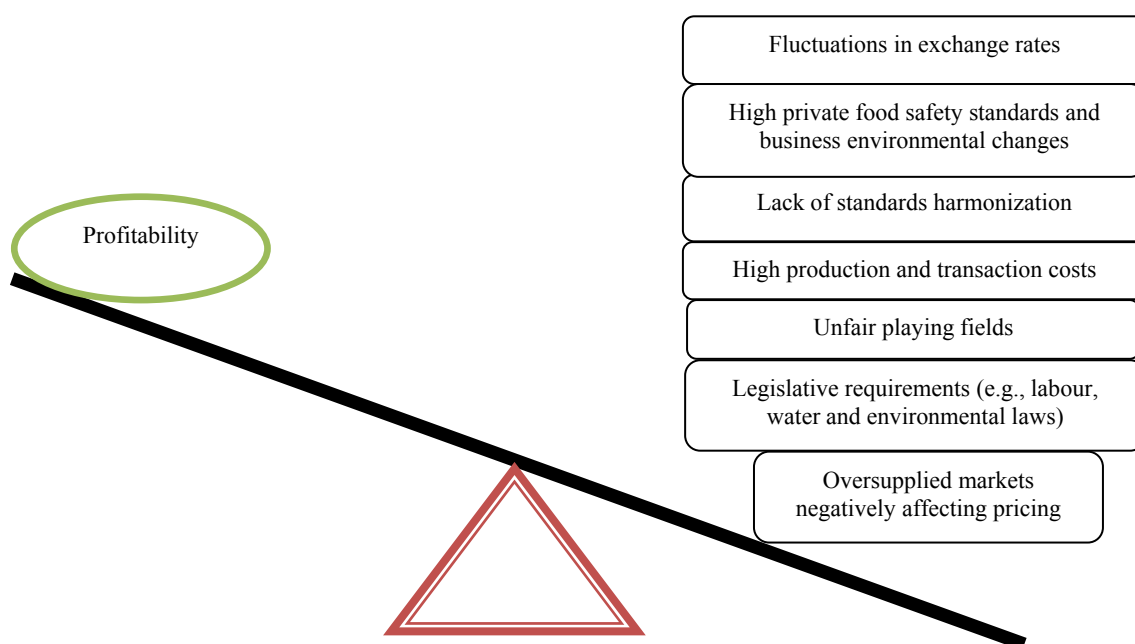 Fluctuations in exchange rates
High private food safety standards and
business environmental changes
Lack of standards harmonization
Profitability
High production and transaction costs
Unfair playing fields
Legislative requirements (e.g., labour,
water and environmental laws)
Oversupplied markets
negatively affecting pricing